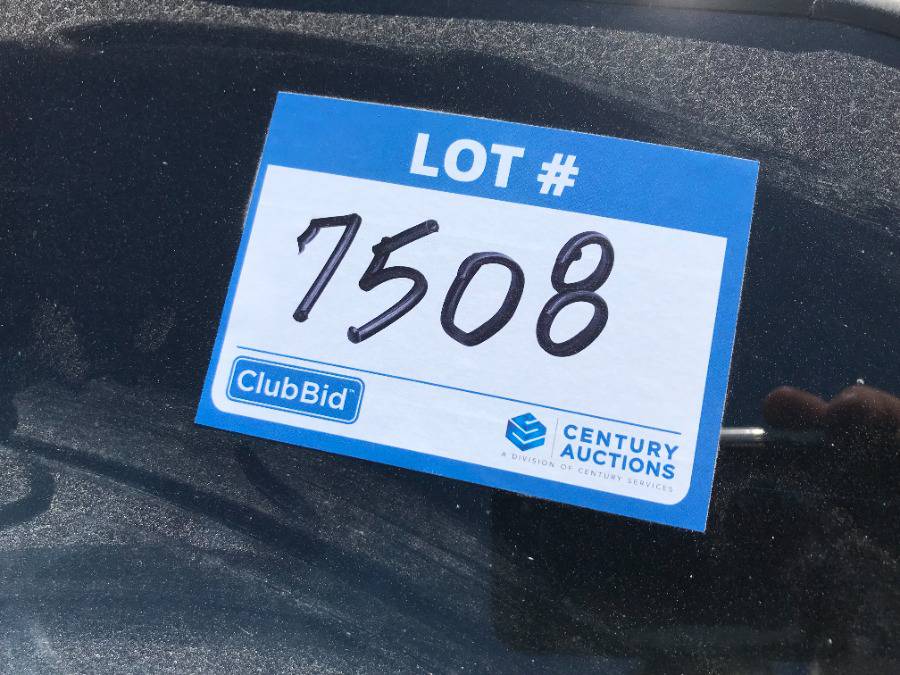 LOT #
7508
ClubBid™
CENTURY
AUCTIONS
A DIVISION OF CENTURY SERVICES